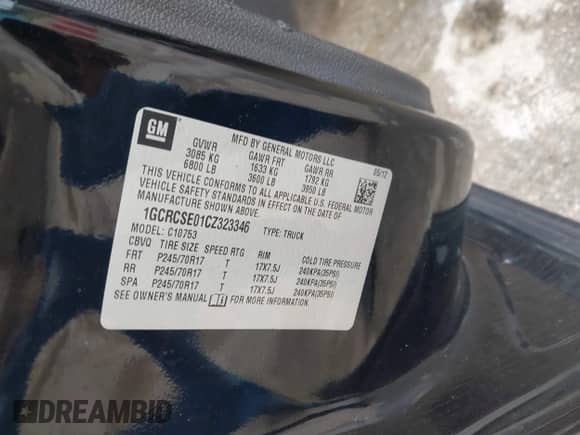 GM
MFD BY GENERAL MOTORS LLC
05/12
GVWR GAWR FRT GAWR RR
3085 KG 1633 KG 1792 KG
6800 LB 3600 LB 3950 LB
THIS VEHICLE CONFORMS TO ALL APPLICABLE U.S. FEDERAL MOTOR
VEHICLE SAFETY STANDARDS IN EFFECT ON THE DATE OF
MANUFACTURE SHOWN ABOVE.
1GCRCSE01CZ323346 TYPE: TRUCK
MODEL: C10753
CBVQ TIRE SIZE SPEED RTG RIM COLD TIRE PRESSURE
FRT P245/70R17 T 17X7.5J 240KPA(35PSI)
RR P245/70R17 T 17X7.5J 240KPA(35PSI)
SPA P245/70R17 T 17X7.5J 240KPA(35PSI)
SEE OWNER'S MANUAL FOR MORE INFORMATION
DREAMBID